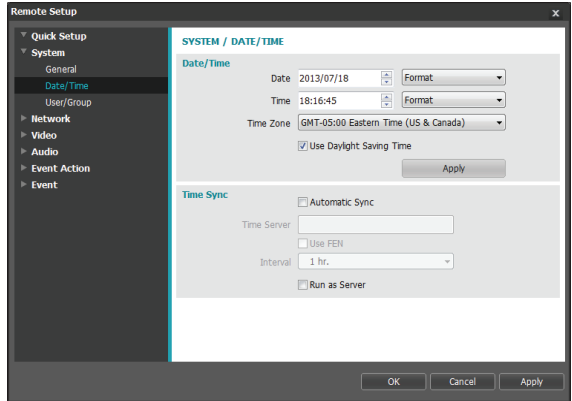 Remote Setup
x
Quick Setup
System
General
Date/Time
User/Group
Network
Video
Audio
Event Action
Event
SYSTEM / DATE/TIME
Date/Time
Date 2013/07/18 Format
Time 18:16:45 Format
Time Zone GMT-05:00 Eastern Time (US & Canada)
Use Daylight Saving Time
Apply
Time Sync
Automatic Sync
Time Server
Use FEN
Interval 1 hr.
Run as Server
OK Cancel Apply